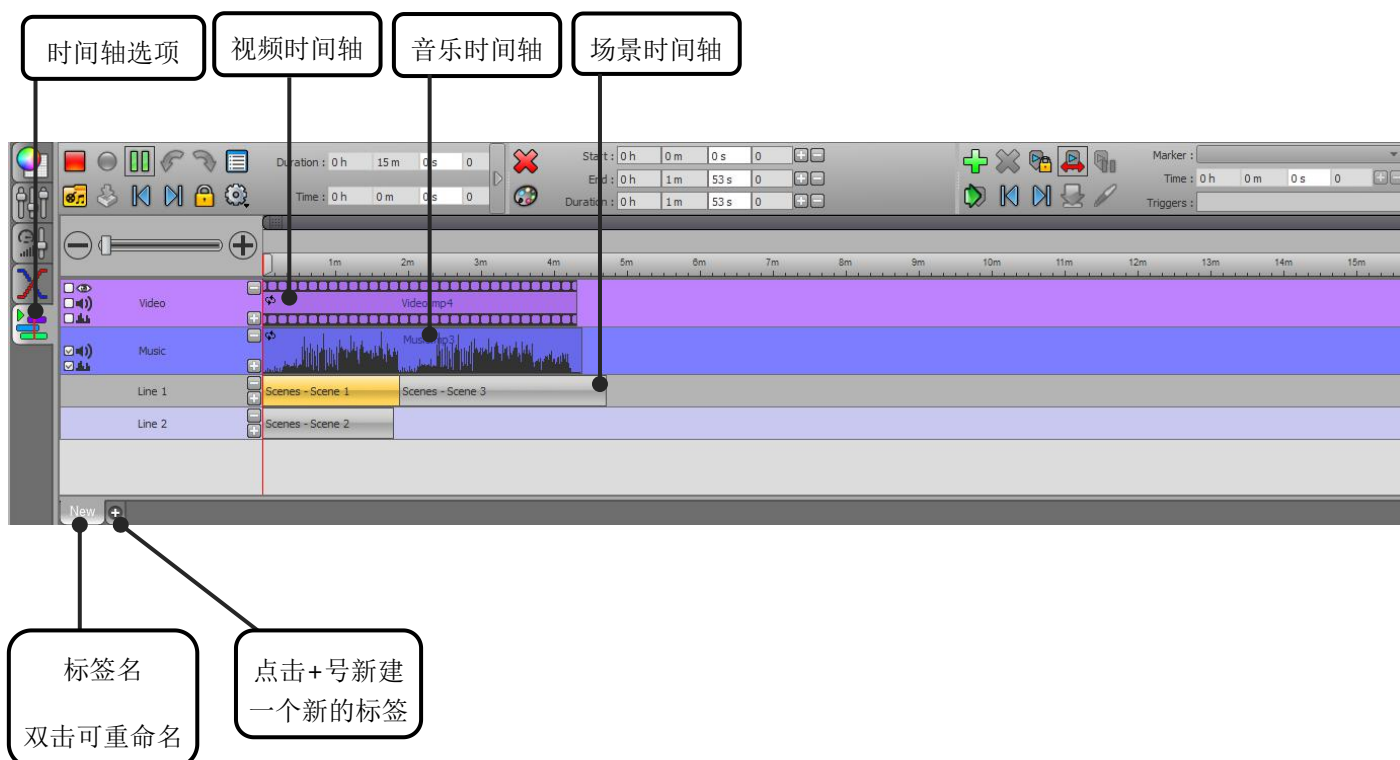 时间轴选项
视频时间轴
音乐时间轴
场景时间轴
Duration : 0 h 15 m 0 s 0
Time : 0 h 0 m 0 s 0
Start : 0 h 0 m 0 s 0
End : 0 h 1 m 53 s 0
Duration : 0 h 1 m 53 s 0
Marker :
Time : 0 h 0 m 0 s 0
Triggers :
1m 2m 3m 4m 5m 6m 7m 8m 9m 10m 11m 12m 13m 14m 15m
Video
Video.mp4
Music
Music.mp3
Line 1
Scenes - Scene 1
Scenes - Scene 3
Line 2
Scenes - Scene 2
New
标签名
双击可重命名
点击+号新建
一个新的标签